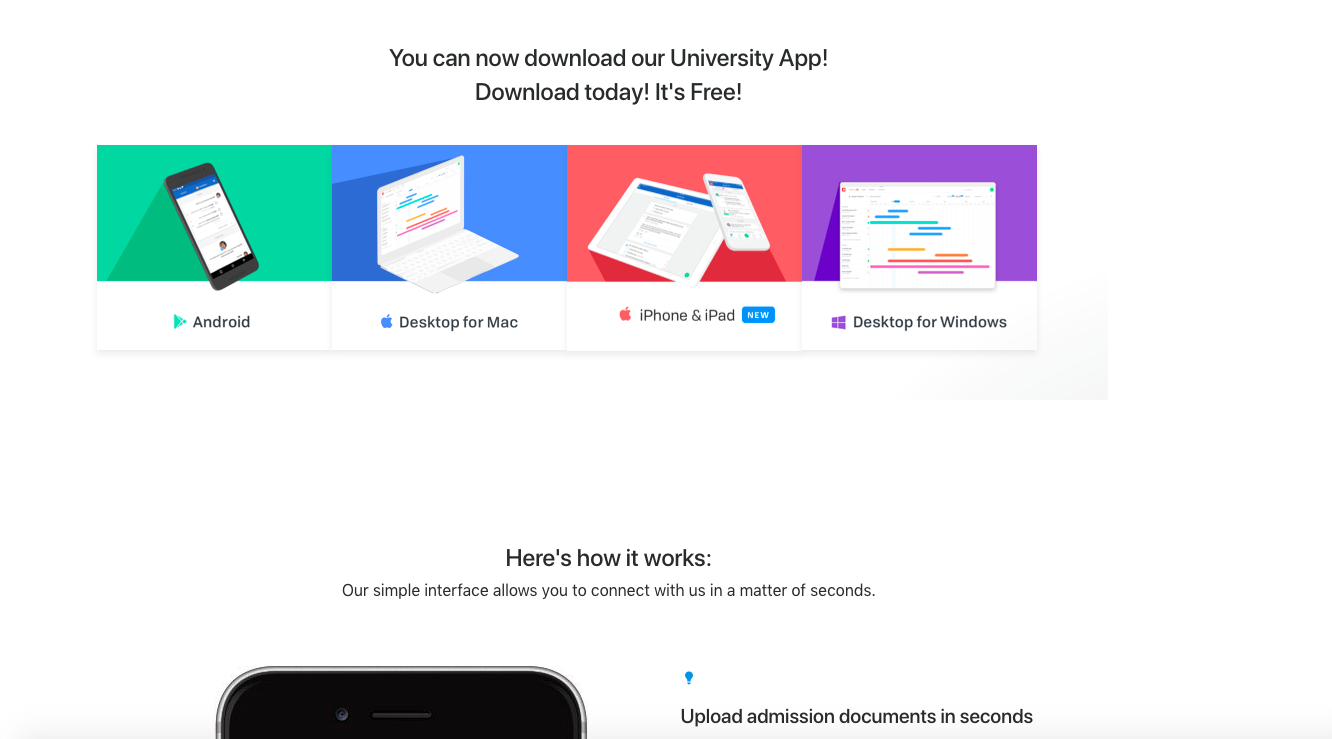 You can now download our University App!
Download today! It's Free!
Android
Desktop for Mac
iPhone & iPad NEW
Desktop for Windows
Here's how it works:
Our simple interface allows you to connect with us in a matter of seconds.
Upload admission documents in seconds